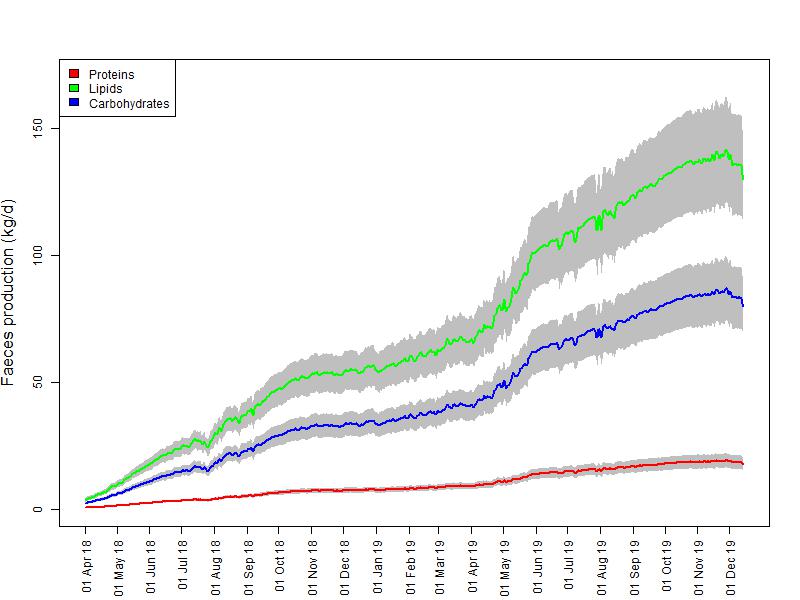 Proteins
Lipids
Carbohydrates
Faeces production (kg/d)
150
100
50
0
01 Apr 18
01 May 18
01 Jun 18
01 Jul 18
01 Aug 18
01 Sep 18
01 Oct 18
01 Nov 18
01 Dec 18
01 Jan 19
01 Feb 19
01 Mar 19
01 Apr 19
01 May 19
01 Jun 19
01 Jul 19
01 Aug 19
01 Sep 19
01 Oct 19
01 Nov 19
01 Dec 19